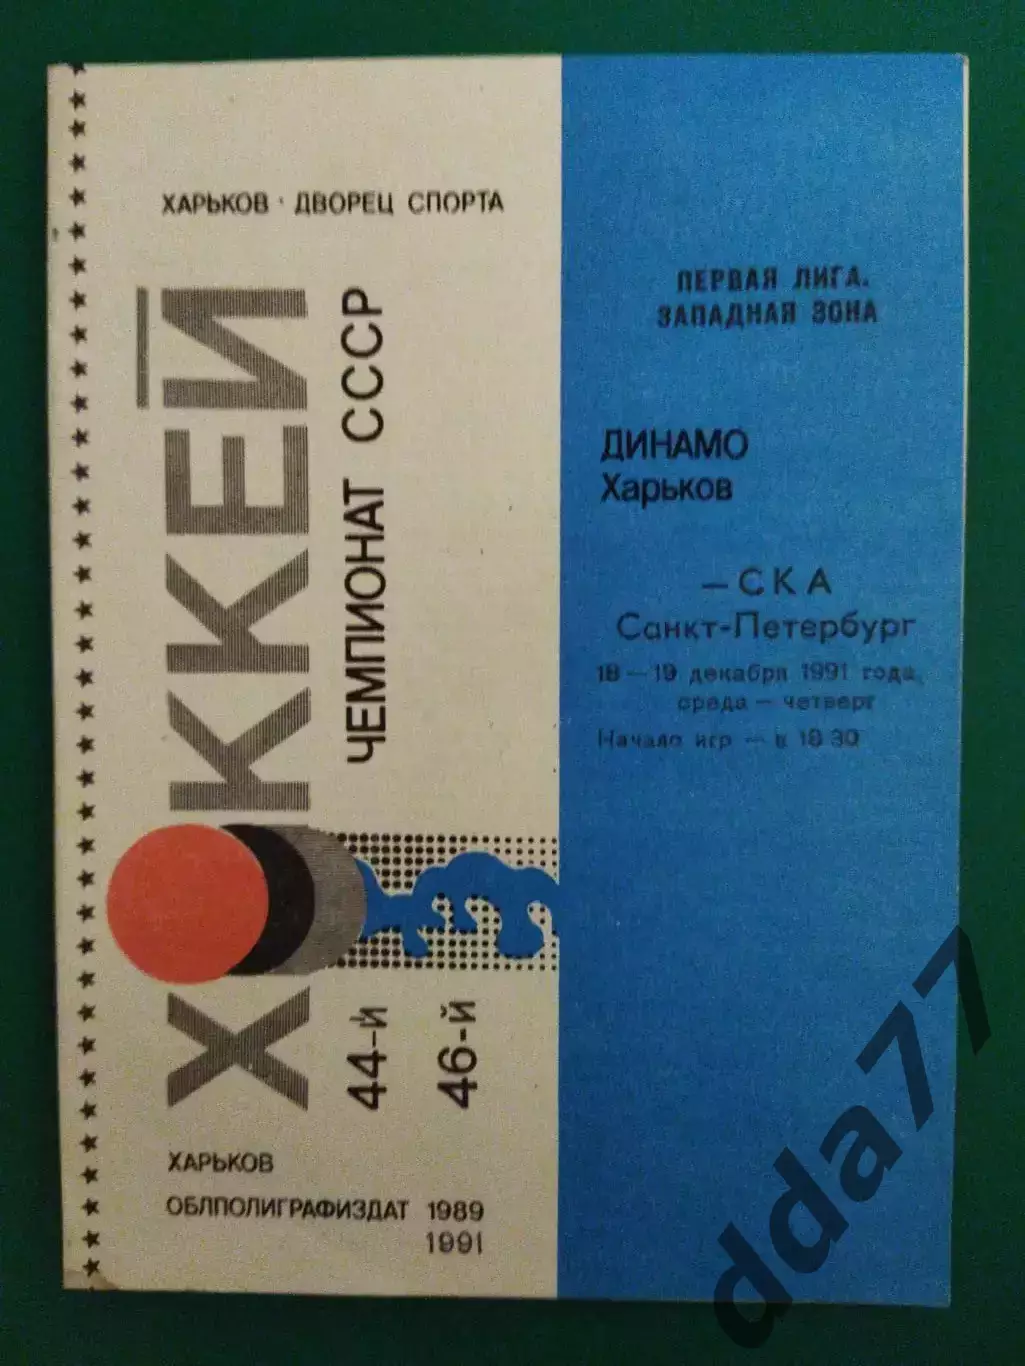 ХАРЬКОВ · ДВОРЕЦ СПОРТА
ХОККЕЙ
ЧЕМПИОНАТ СССР
44-й
46-й
ХАРЬКОВ
ОБЛПОЛИГРАФИЗДАТ 1989
1991
ПЕРВАЯ ЛИГА.
ЗАПАДНАЯ ЗОНА
ДИНАМО
Харьков
— СКА
Санкт-Петербург
18 — 19 декабря 1991 года,
среда — четверг
Начало игр — в 18 30
dda77